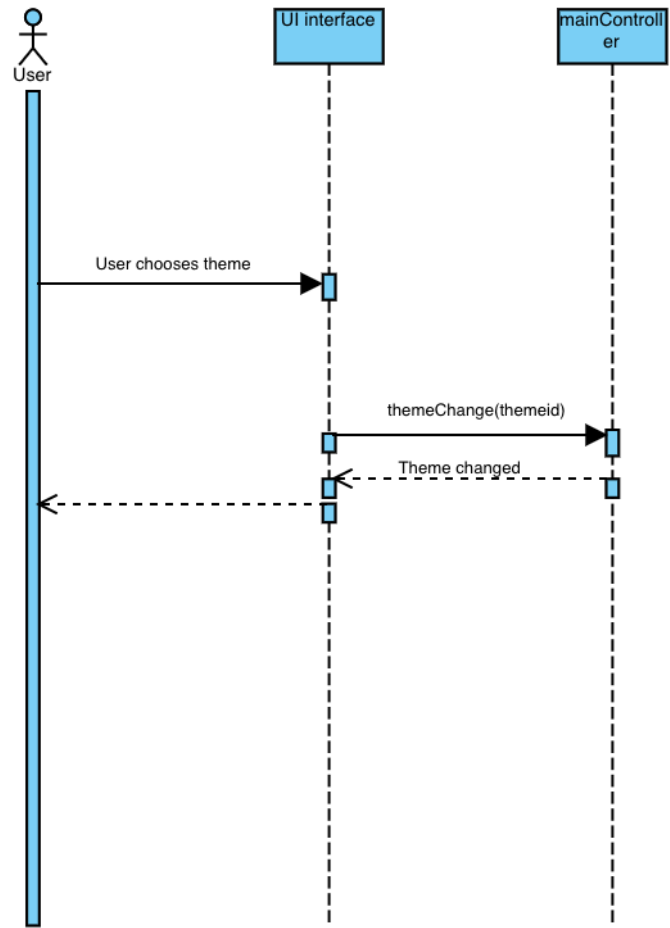 User
UI interface
mainControll
er
User chooses theme
themeChange(themeid)
Theme changed